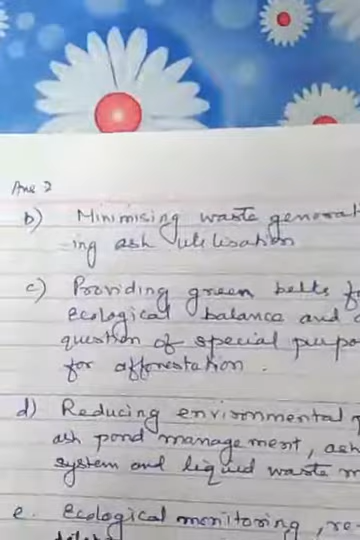 Ans 2
b) Minimising waste generat
ing ash utilisation
c) Providing green belts
ecological balance and
question of special purpo
for afforestation.
d) Reducing environmental
ash pond management, ash
system and liquid waste m
e. Ecological monitoring, re